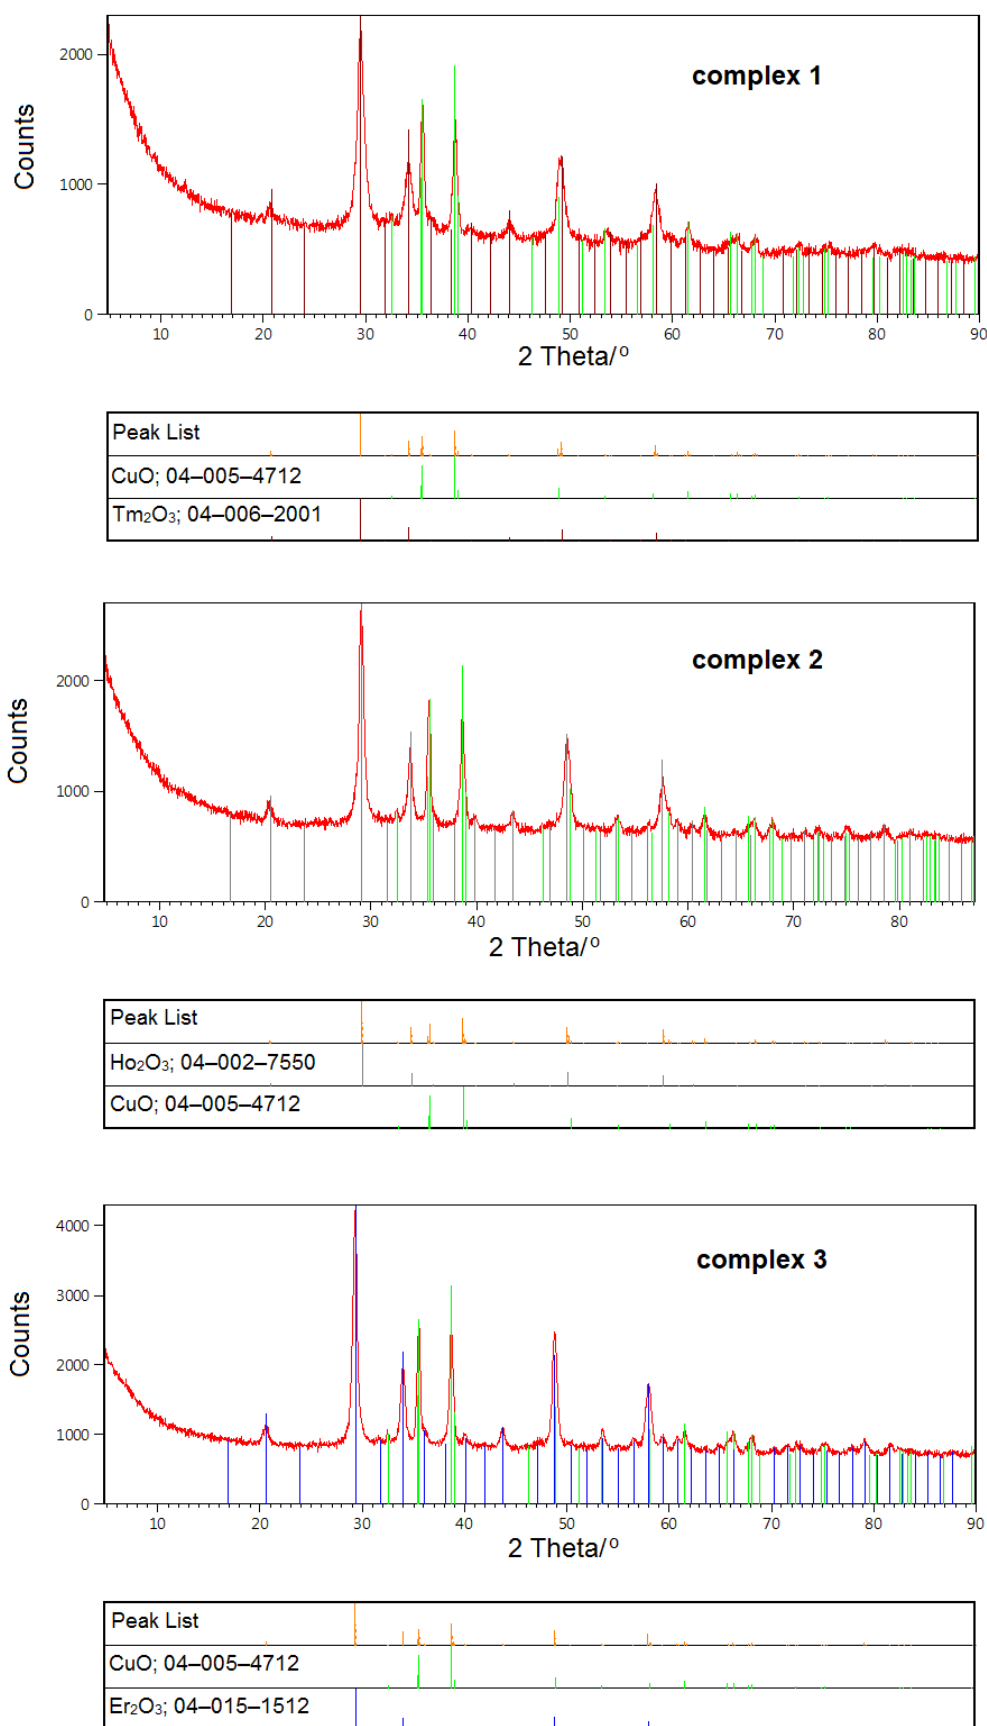 2000
complex 1
Counts
1000
0
10 20 30 40 50 60 70 80 90
2 Theta/°
Peak List
CuO; 04–005–4712
Tm₂O₃; 04–006–2001
complex 2
2000
Counts
1000
0
10 20 30 40 50 60 70 80
2 Theta/°
Peak List
Ho₂O₃; 04–002–7550
CuO; 04–005–4712
4000
complex 3
3000
Counts
2000
1000
0
10 20 30 40 50 60 70 80 90
2 Theta/°
Peak List
CuO; 04–005–4712
Er₂O₃; 04–015–1512